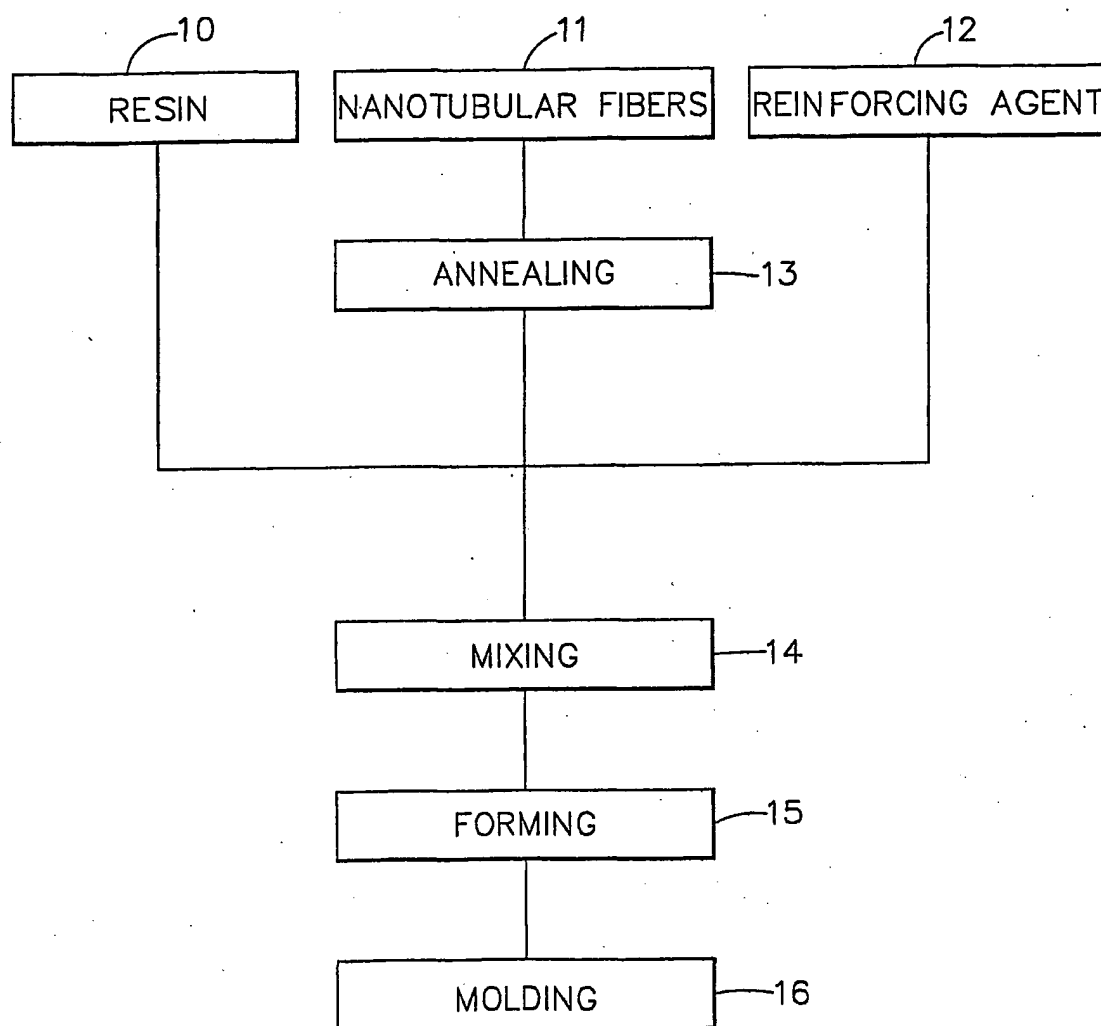 10
11
12
RESIN
NANOTUBULAR FIBERS
REINFORCING AGENT
ANNEALING
13
MIXING
14
FORMING
15
MOLDING
16